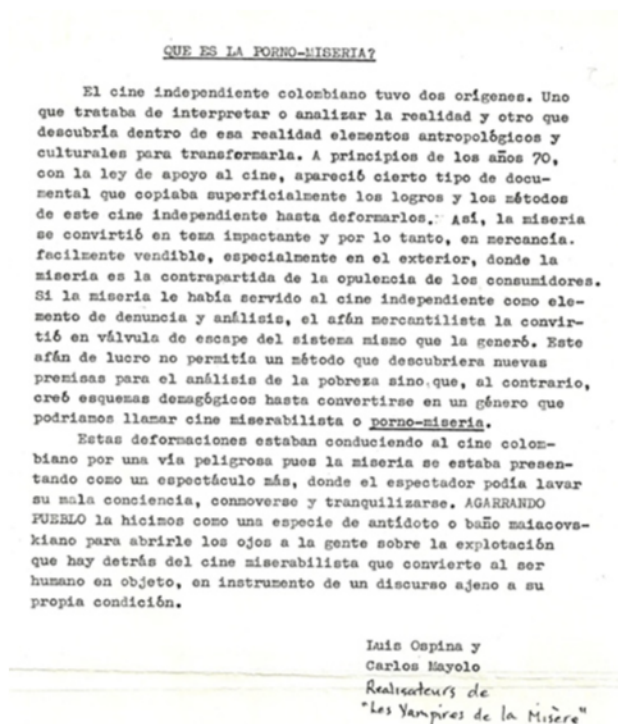 QUE ES LA PORNO-MISERIA?
El cine independiente colombiano tuvo dos orígenes. Uno
que trataba de interpretar o analizar la realidad y otro que
descubría dentro de esa realidad elementos antropológicos y
culturales para transformarla. A principios de los años 70,
con la ley de apoyo al cine, apareció cierto tipo de docu-
mental que copiaba superficialmente los logros y los métodos
de este cine independiente hasta deformarlos. Así, la miseria
se convirtió en tema impactante y por lo tanto, en mercancía.
facilmente vendible, especialmente en el exterior, donde la
miseria es la contrapartida de la opulencia de los consumidores.
Si la miseria le había servido al cine independiente como ele-
mento de denuncia y análisis, el afán mercantilista la convir-
tió en válvula de escape del sistema mismo que la generó. Este
afán de lucro no permitía un método que descubriera nuevas
premisas para el análisis de la pobreza sino que, al contrario,
creó esquemas demagógicos hasta convertirse en un género que
podríamos llamar cine miserabilista o porno-miseria.
Estas deformaciones estaban conduciendo al cine colom-
biano por una vía peligrosa pues la miseria se estaba presen-
tando como un espectáculo más, donde el espectador podía lavar
su mala conciencia, conmoverse y tranquilizarse. AGARRANDO
PUEBLO la hicimos como una especie de antídoto o baño maiacovs-
kiano para abrirle los ojos a la gente sobre la explotación
que hay detrás del cine miserabilista que convierte al ser
humano en objeto, en instrumento de un discurso ajeno a su
propia condición.
Luis Ospina y
Carlos Mayolo
Realisateurs de
"Les Vampires de la Misère"